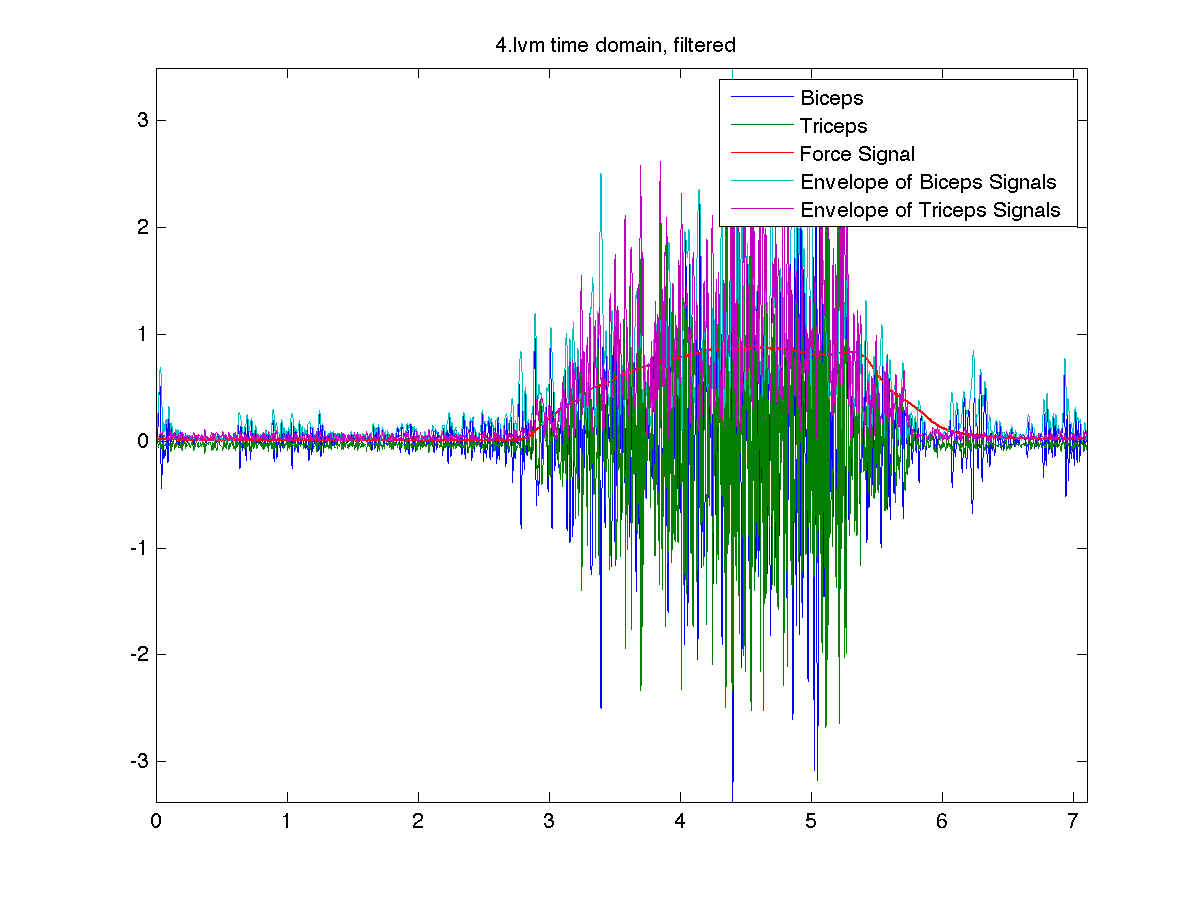 4.lvm time domain, filtered
Biceps
Triceps
Force Signal
Envelope of Biceps Signals
Envelope of Triceps Signals
3
2
1
0
-1
-2
-3
0 1 2 3 4 5 6 7